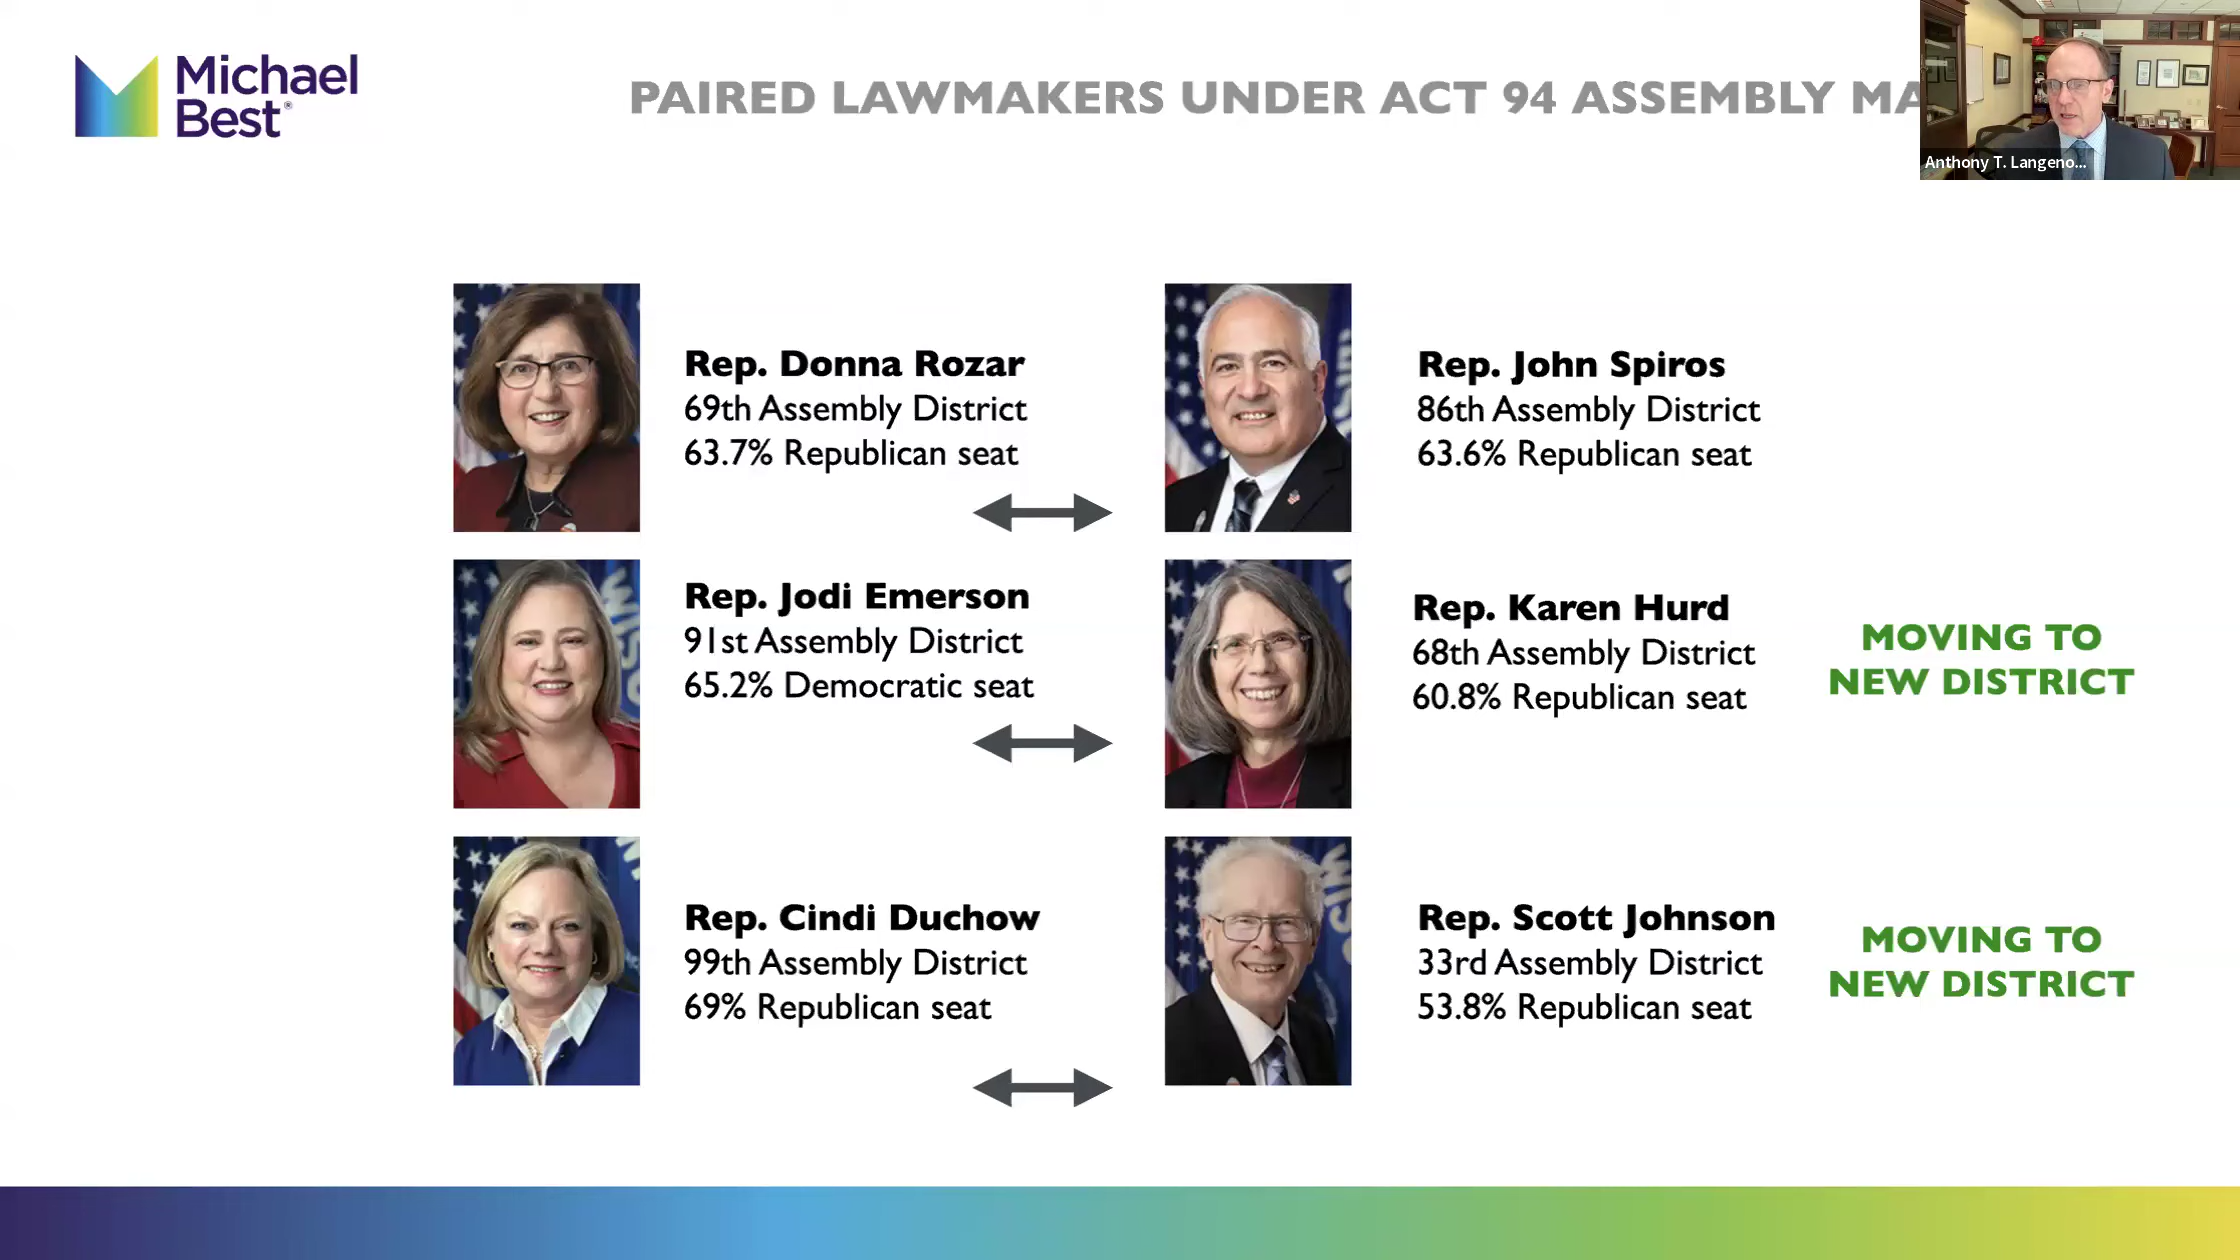 Michael
Best®
PAIRED LAWMAKERS UNDER ACT 94 ASSEMBLY MA
Anthony T. Langeno...
Rep. Donna Rozar
69th Assembly District
63.7% Republican seat
Rep. John Spiros
86th Assembly District
63.6% Republican seat
Rep. Jodi Emerson
91st Assembly District
65.2% Democratic seat
Rep. Karen Hurd
68th Assembly District
60.8% Republican seat
MOVING TO
NEW DISTRICT
Rep. Cindi Duchow
99th Assembly District
69% Republican seat
Rep. Scott Johnson
33rd Assembly District
53.8% Republican seat
MOVING TO
NEW DISTRICT